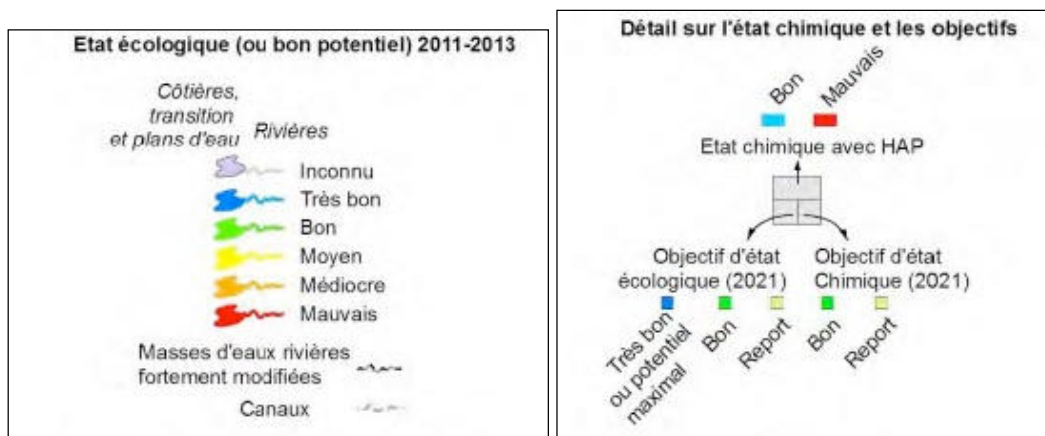 Etat écologique (ou bon potentiel) 2011-2013
Côtières,
transition
et plans d'eau
Rivières
Inconnu
Très bon
Bon
Moyen
Médiocre
Mauvais
Masses d'eaux rivières
fortement modifiées
Canaux
Détail sur l'état chimique et les objectifs
Bon
Mauvais
Etat chimique avec HAP
Objectif d'état
écologique (2021)
Objectif d'état
Chimique (2021)
Très bon
ou potentiel
maximal
Bon
Report
Bon
Report